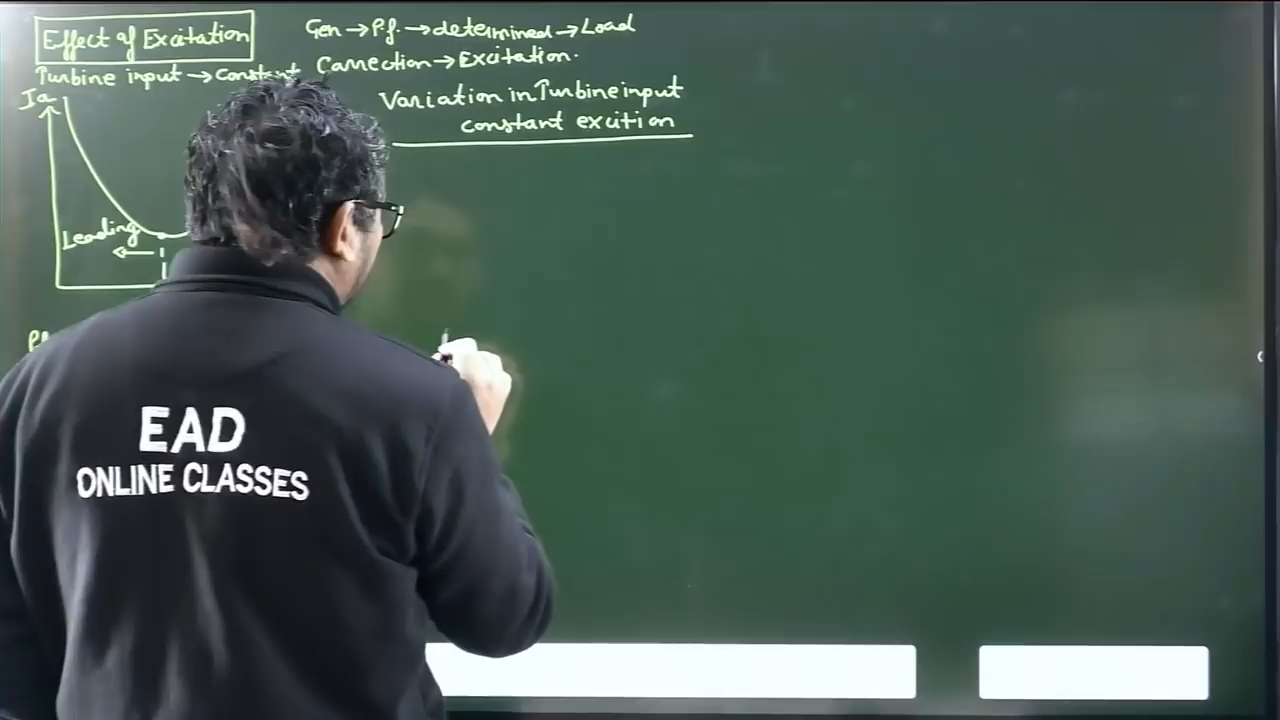 Effect of Excitation
Turbine input → Constant
Ia
Leading
Gen → P.f. → determined → Load
Carrection → Excitation.
Variation in Turbine input
constant excition
EAD
ONLINE CLASSES